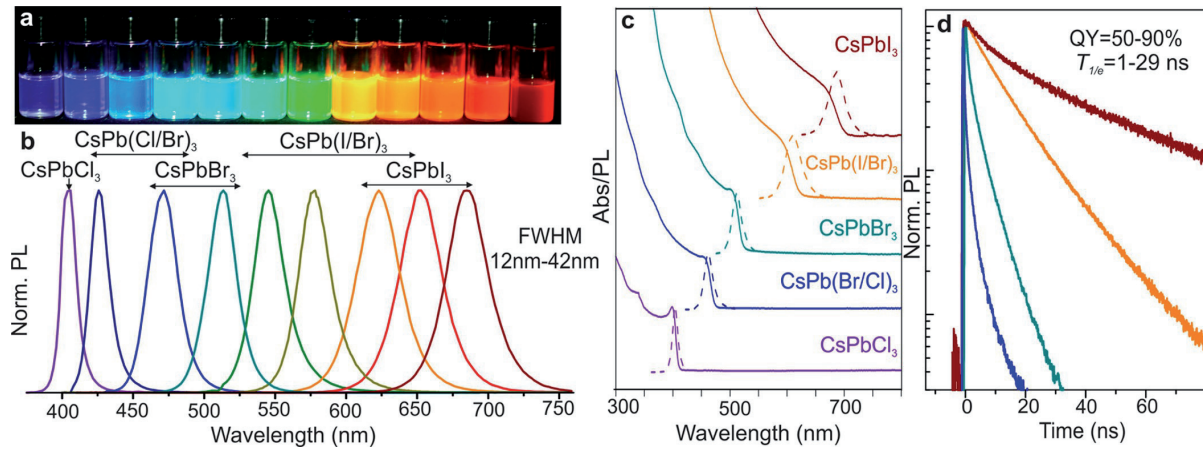 a
b
CsPb(Cl/Br)₃
CsPb(I/Br)₃
CsPbCl₃
CsPbBr₃
CsPbI₃
FWHM
12nm-42nm
Norm. PL
400 450 500 550 600 650 700 750
Wavelength (nm)
c
CsPbI₃
CsPb(I/Br)₃
CsPbBr₃
CsPb(Br/Cl)₃
CsPbCl₃
Abs/PL
300 500 700
Wavelength (nm)
d
QY=50-90%
T1/e=1-29 ns
Norm. PL
0 20 40 60
Time (ns)